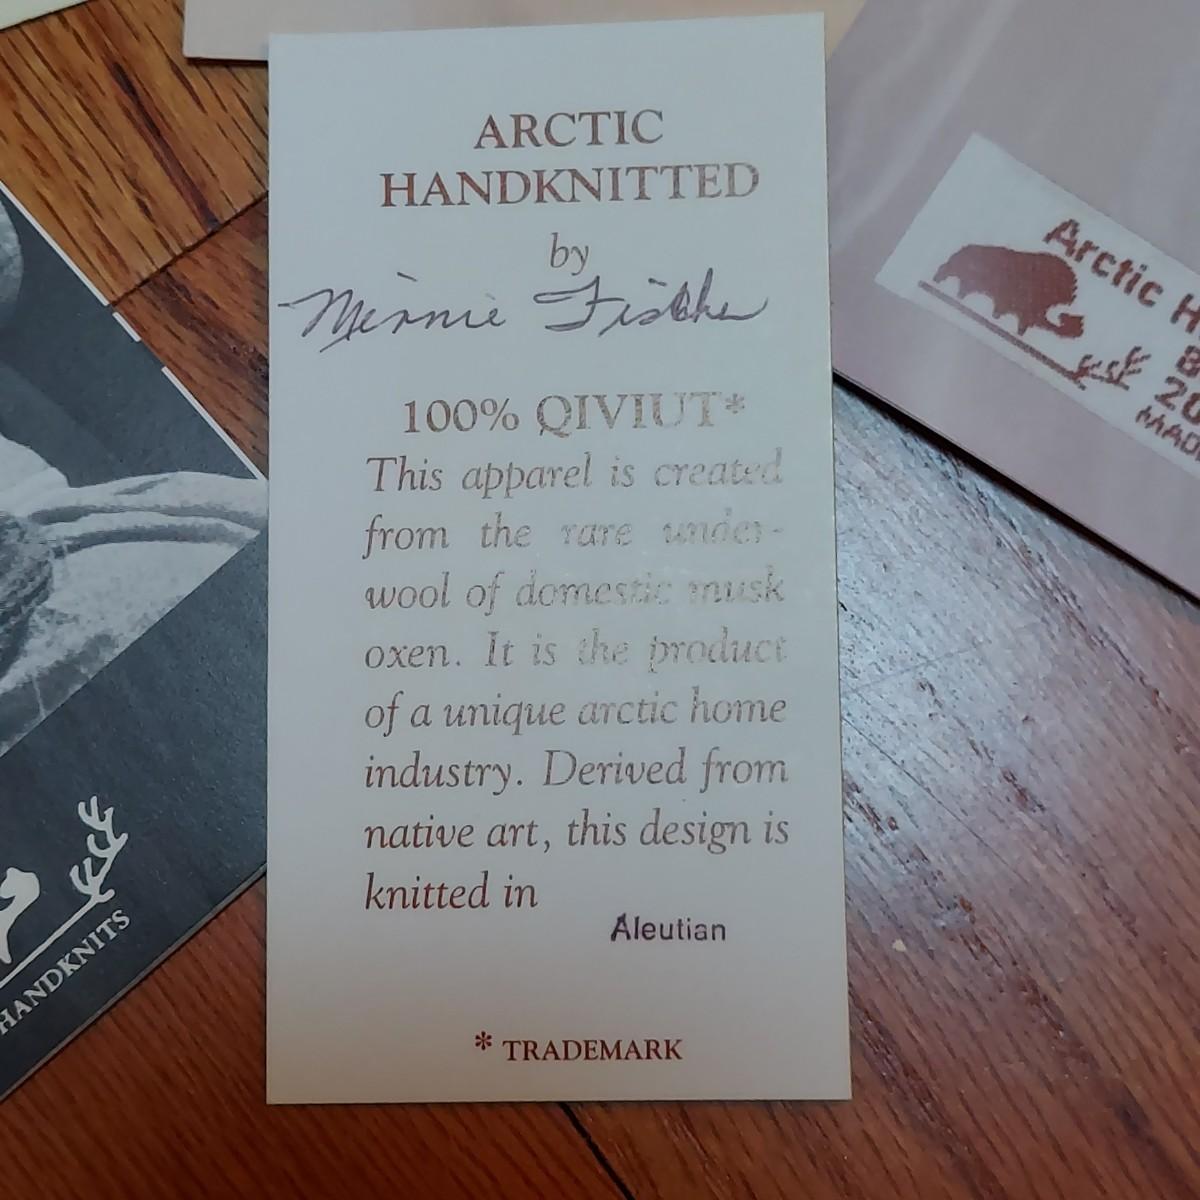 ARCTIC
HANDKNITTED
by
Minnie Fisher
100% QIVIUT*
This apparel is created
from the rare under-
wool of domestic musk
oxen. It is the product
of a unique arctic home
industry. Derived from
native art, this design is
knitted in
Aleutian
* TRADEMARK
HANDKNITS
Arctic